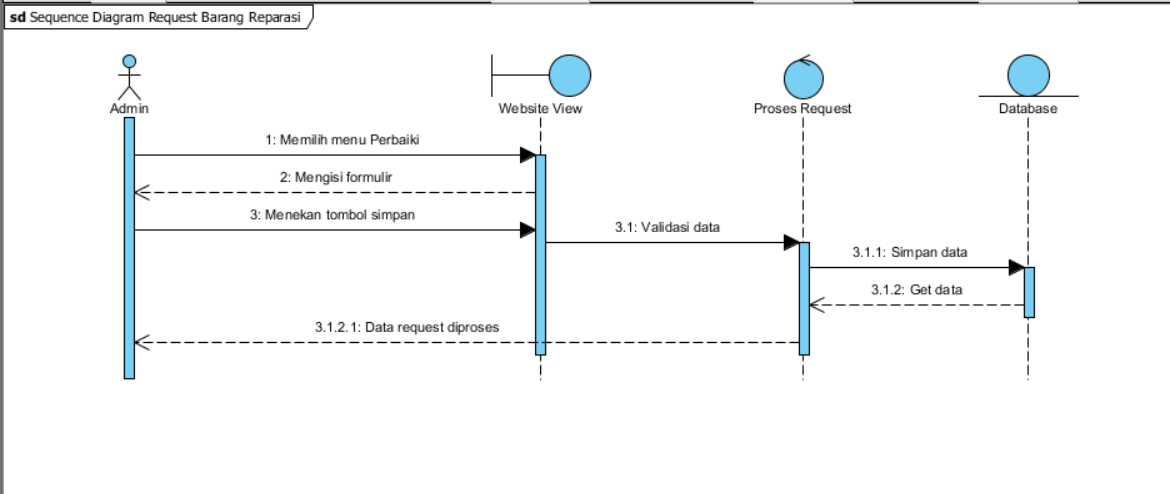 sd Sequence Diagram Request Barang Reparasi
Admin
Website View
Proses Request
Database
1: Memilih menu Perbaiki
2: Mengisi formulir
3: Menekan tombol simpan
3.1: Validasi data
3.1.1: Simpan data
3.1.2: Get data
3.1.2.1: Data request diproses